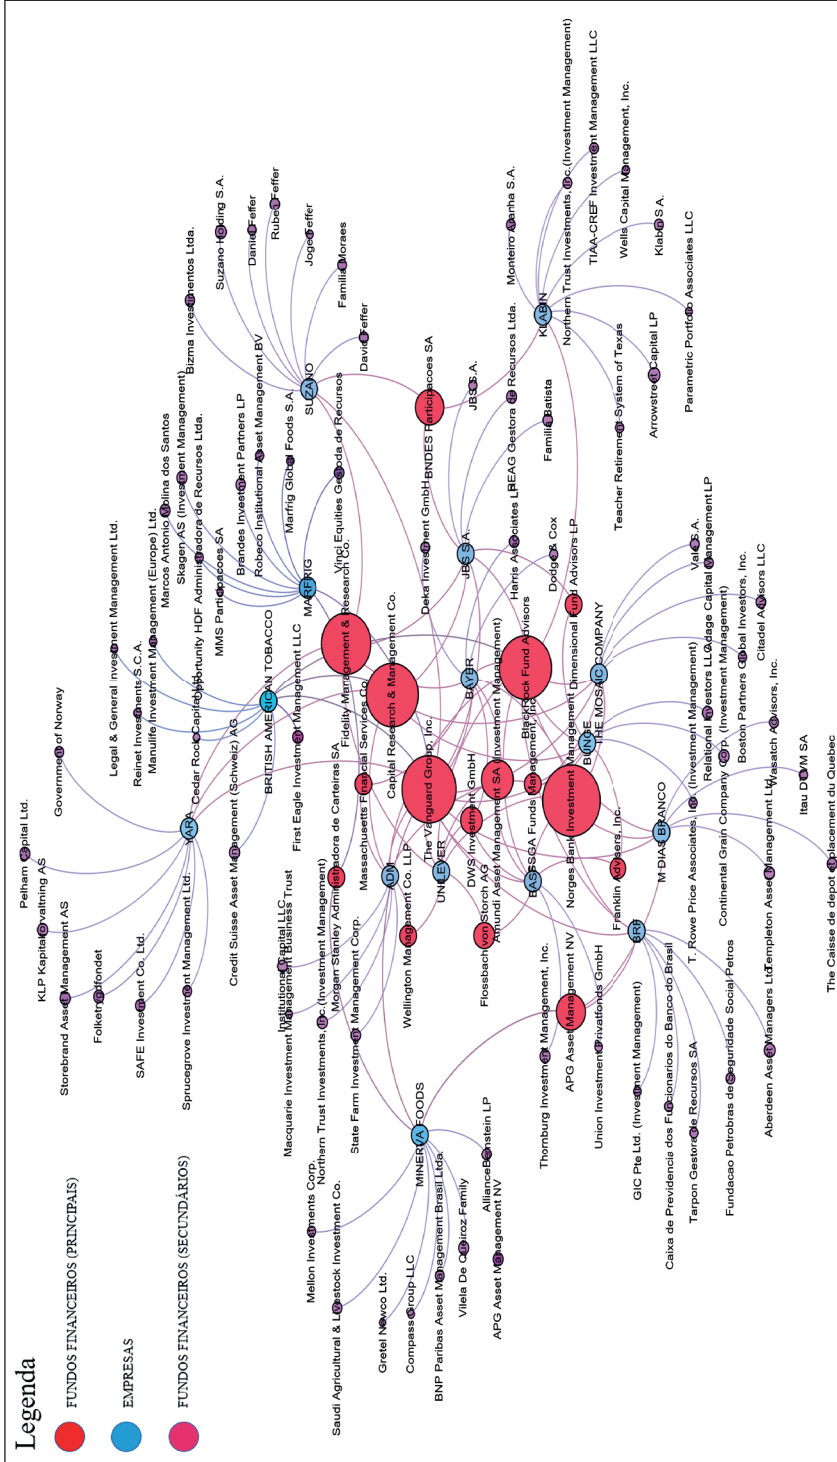 Legenda
FUNDOS FINANCEIROS (PRINCIPAIS)
EMPRESAS
FUNDOS FINANCEIROS (SECUNDÁRIOS)
Pelham Capital Ltd.
KLP Kapitalforvaltning AS
Storebrand Asset Management AS
Folketrygdfondet
SAFE Investment Co. Ltd.
Sprucegrove Investment Ltd.
Government of Norway
YARA
Credit Suisse Asset Management (Schweiz) AG
Cedar Rock Capital Ltd.
Legal & General Investment Management Ltd.
Reinet Investments S.C.A.
Manulife Investment Management (Europe) Ltd.
BRITISH AMERICAN TOBACCO
First Eagle Investment Management LLC
Marcos Antonio Molina dos Santos
Skagen AS (Investment Management)
Opportunity HDF Administradora de Recursos Ltda.
MMS Participacoes SA
Brandes Investment Partners LP
Robeco Institutional Asset Management BV
Marfrig Global Foods S.A.
Vinci Equities Gestora de Recursos
MARFRIG
Bizma Investimentos Ltda.
Suzano Holding S.A.
Daniel Feffer
Ruben Feffer
Joge Feffer
Familia Moraes
David Feffer
SUZANO
Institutional Capital LLC
Macquarie Investment Management Business Trust
Northern Trust Investments, Inc.(Investment Management)
State Farm Investment Management Corp.
Morgan Stanley Administradora de Carteiras SA
Massachusetts Financial Services Co.
Fidelity Management & Research Co.
Capital Research & Management Co.
The Vanguard Group, Inc.
ADM
UNILEVER
Wellington Management Co. LLP
DWS Investment GmbH
Flossbach von Storch AG
Amundi Asset Management SA (Investment Management)
BNDES Participacoes SA
Deka Investment GmbH
JBS S.A.
JBS S.A.
REAG Gestora de Recursos Ltda.
Familia Batista
Harris Associates LP
Dodge & Cox
BAYER
BlackRock Fund Advisors
Dimensional Fund Advisors LP
SSGA Funds Management, Inc.
BASF
Norges Bank Investment Management
BUNGE
THE MOSAIC COMPANY
Monteiro Aranha S.A.
Northern Trust Investments, Inc.(Investment Management)
TIAA-CREF Investment Management LLC
Wells Capital Management, Inc.
Klabin S.A.
Parametric Portfolio Associates LLC
Arrowstreet Capital LP
Teacher Retirement System of Texas
KLABIN
Vale S.A.
Adage Capital Management LP
Citadel Advisors LLC
Boston Partners Global Investors, Inc.
Relational Investors LLC
Continental Grain Company Corp. (Investment Management)
T. Rowe Price Associates, Inc (Investment Management)
Wasatch Advisors, Inc.
Itau DTVM SA
Templeton Asset Management Ltd.
The Caisse de depot et placement du Quebec
M DIAS BRANCO
Franklin Advisers, Inc.
BRF
APG Asset Management NV
Thornburg Investment Management, Inc.
Union Investment Privatfonds GmbH
GIC Pte Ltd. (Investment Management)
Caixa de Previdencia dos Funcionarios do Banco do Brasil
Tarpon Gestora de Recursos SA
Fundacao Petrobras de Seguridade Social Petros
Aberdeen Asset Managers Ltd.
MINERVA FOODS
Mellon Investments Corp.
Saudi Agricultural & Livestock Investment Co.
Gretel Newco Ltd.
Compass Group LLC
BNP Paribas Asset Management Brasil Ltda.
Vilela De Queiroz Family
AllianceBernstein LP
APG Asset Management NV